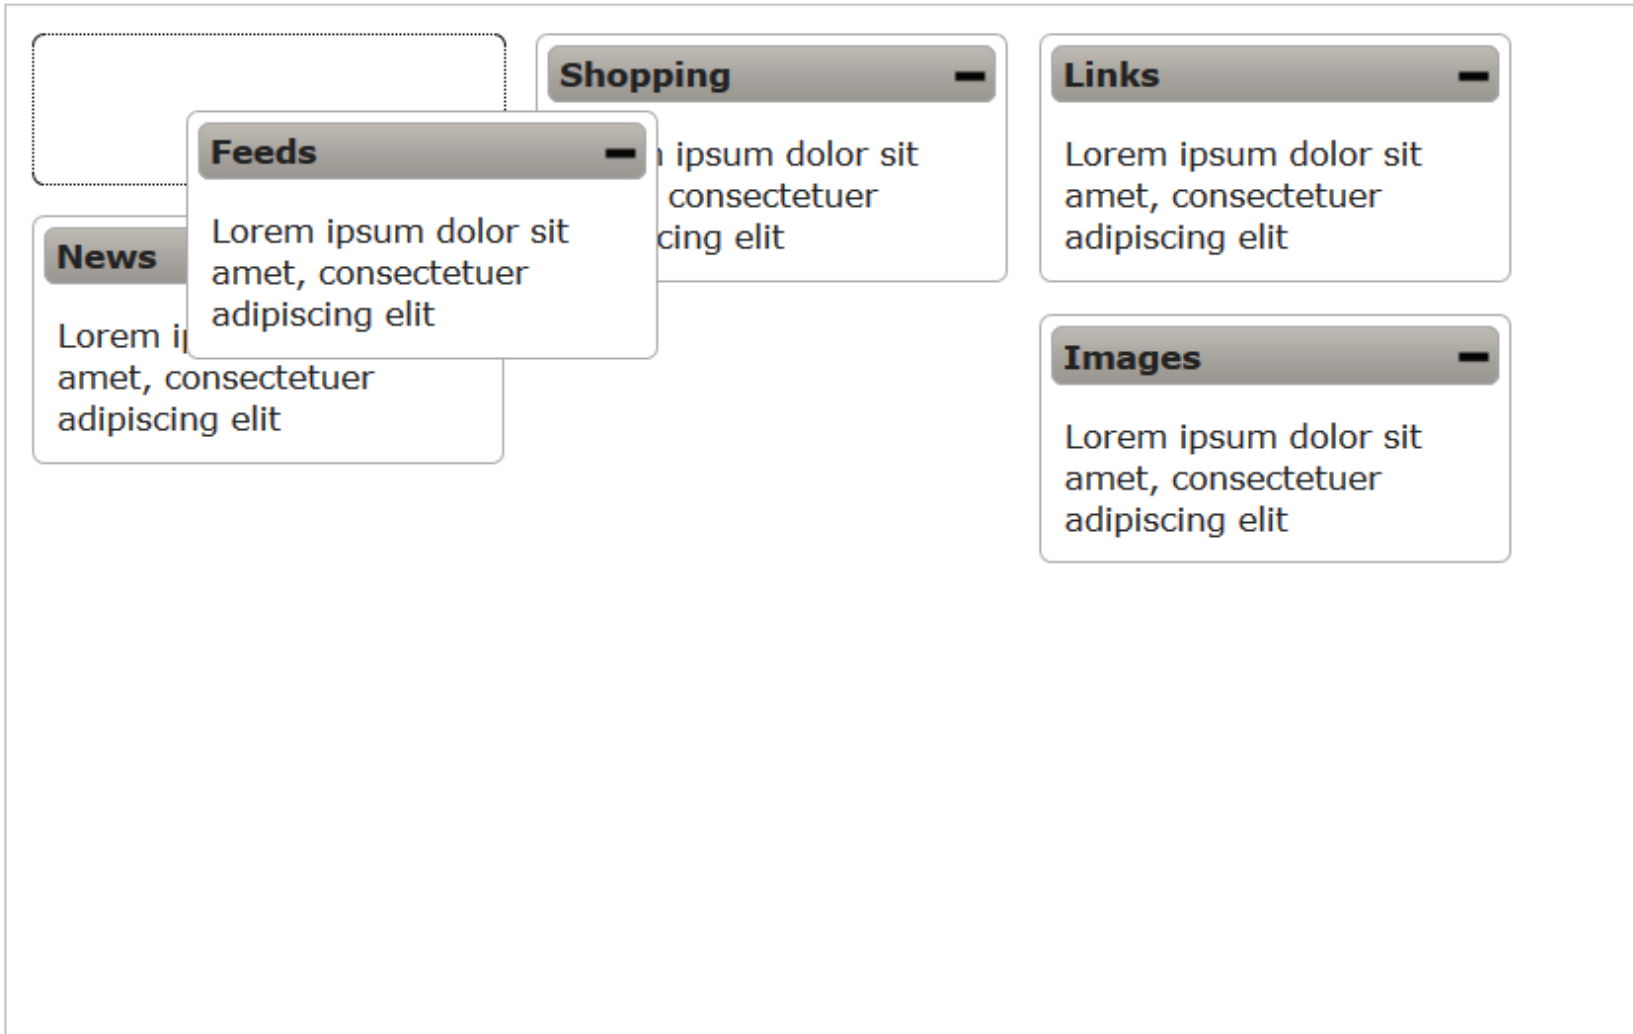 Feeds
Lorem ipsum dolor sit
amet, consectetuer
adipiscing elit
News
Lorem
amet, consectetuer
adipiscing elit
Shopping
ipsum dolor sit
consectetuer
elit
Links
Lorem ipsum dolor sit
amet, consectetuer
adipiscing elit
Images
Lorem ipsum dolor sit
amet, consectetuer
adipiscing elit